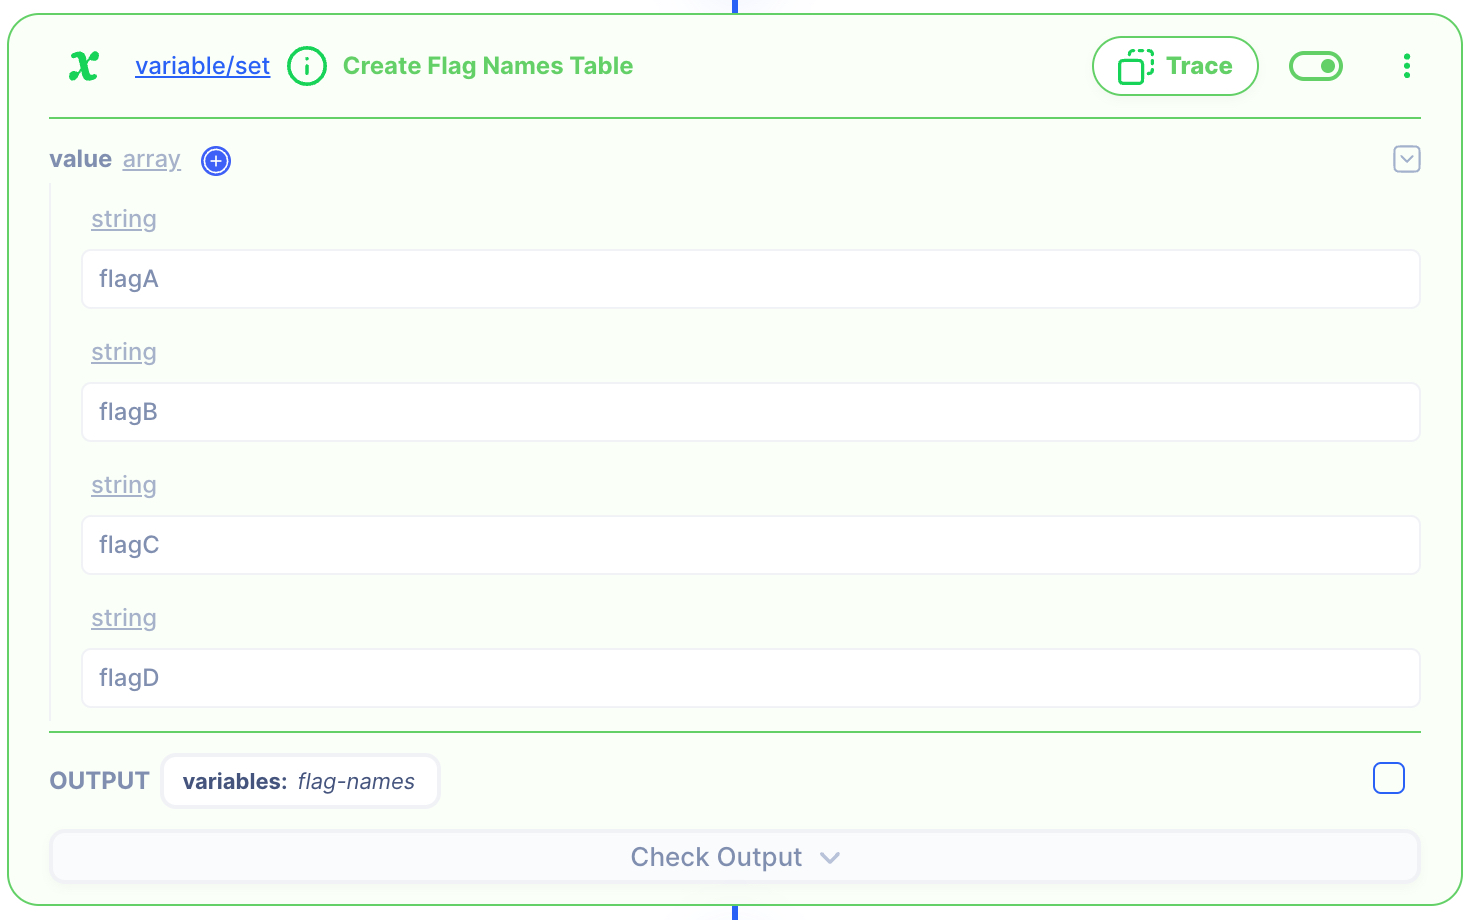 variable/set Create Flag Names Table Trace
value array
string
flagA
string
flagB
string
flagC
string
flagD
OUTPUT variables: flag-names
Check Output